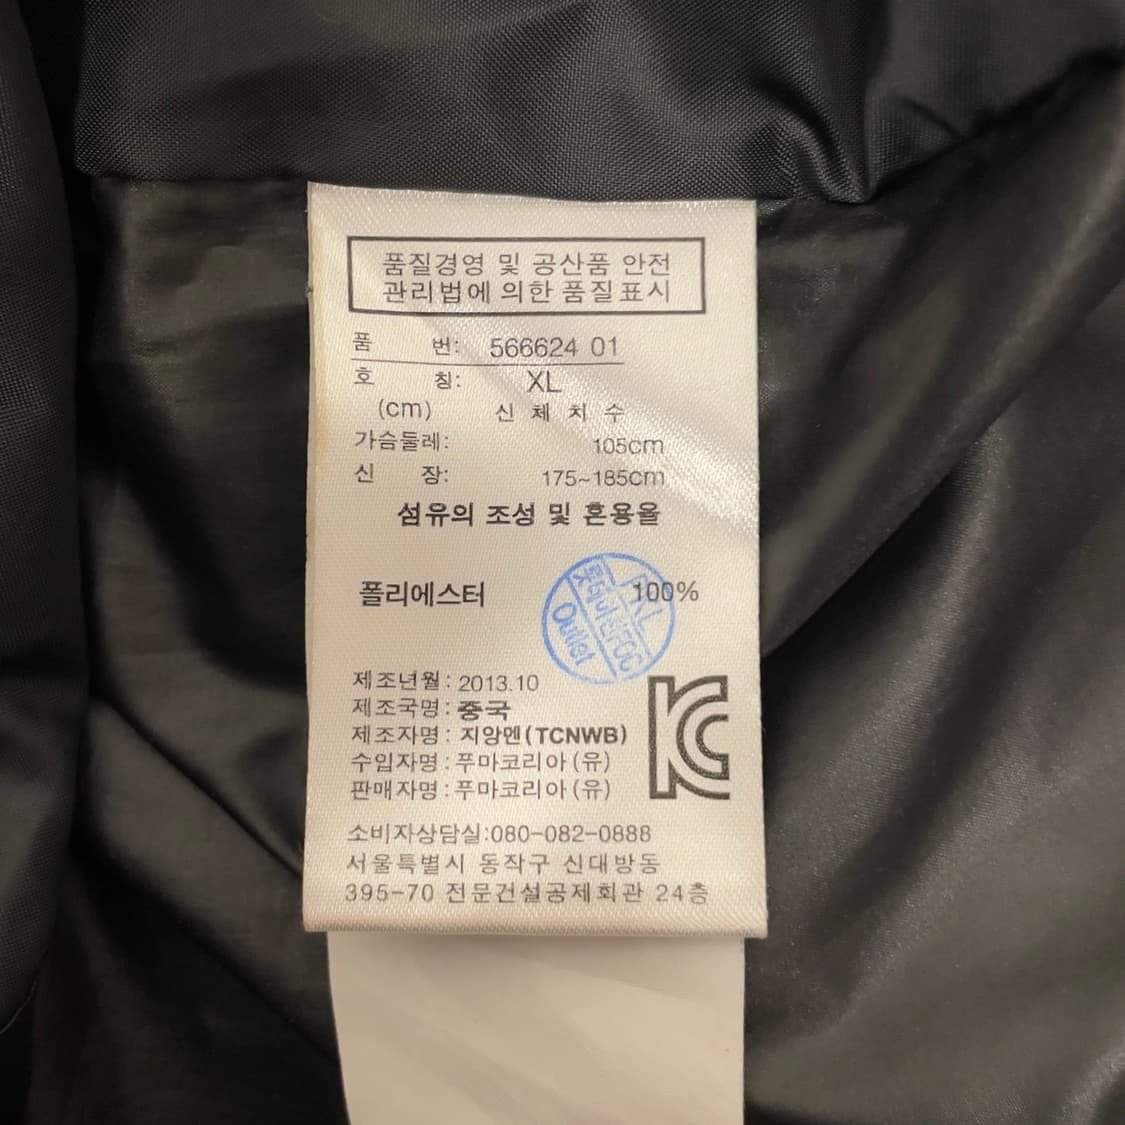 품질경영 및 공산품 안전
관리법에 의한 품질표시
품 번: 566624 01
호 칭: XL
(cm) 신 체 치 수
가슴둘레: 105cm
신 장: 175~185cm
섬유의 조성 및 혼용율
폴리에스터 100%
Outlet
제조년월: 2013.10
제조국명: 중국
제조자명: 지앙멘(TCNWB)
수입자명: 푸마코리아(유)
판매자명: 푸마코리아(유)
소비자상담실:080-082-0888
서울특별시 동작구 신대방동
395-70 전문건설공제회관 24층